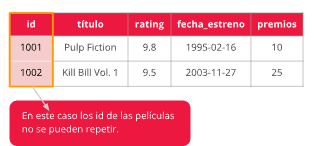 id título rating fecha_estreno premios
1001 Pulp Fiction 9.8 1995-02-16 10
1002 Kill Bill Vol. 1 9.5 2003-11-27 25
En este caso los id de las películas
no se pueden repetir.